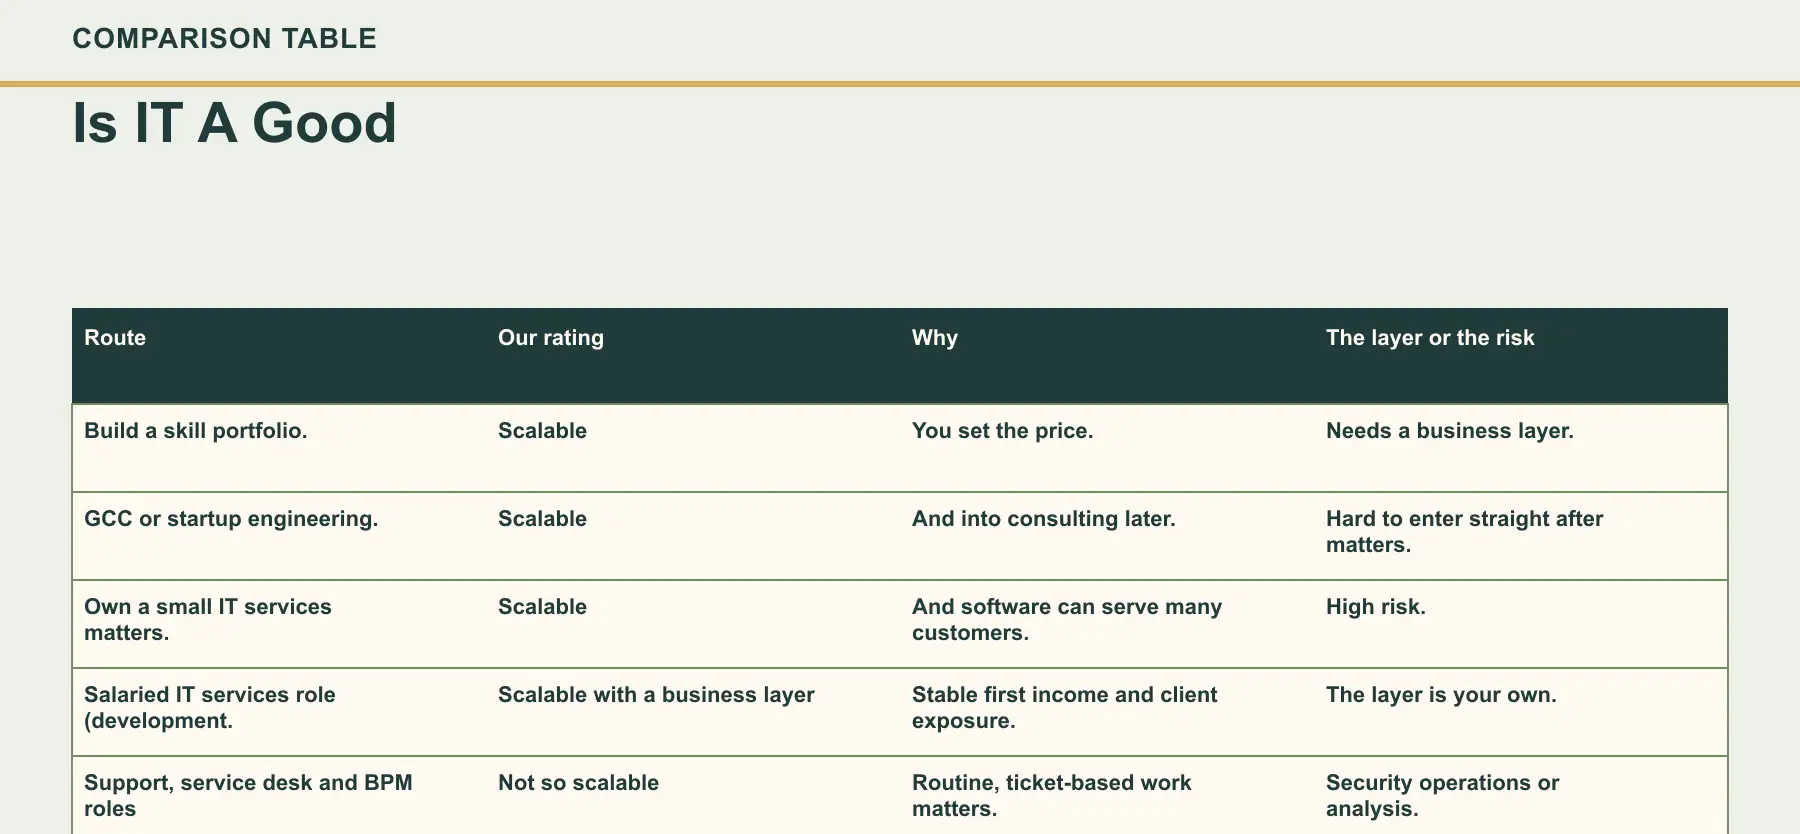 COMPARISON TABLE
Is IT A Good
Route
Our rating
Why
The layer or the risk
Build a skill portfolio.
Scalable
You set the price.
Needs a business layer.
GCC or startup engineering.
Scalable
And into consulting later.
Hard to enter straight after
matters.
Own a small IT services
matters.
Scalable
And software can serve many
customers.
High risk.
Salaried IT services role
(development.
Scalable with a business layer
Stable first income and client
exposure.
The layer is your own.
Support, service desk and BPM
roles
Not so scalable
Routine, ticket-based work
matters.
Security operations or
analysis.